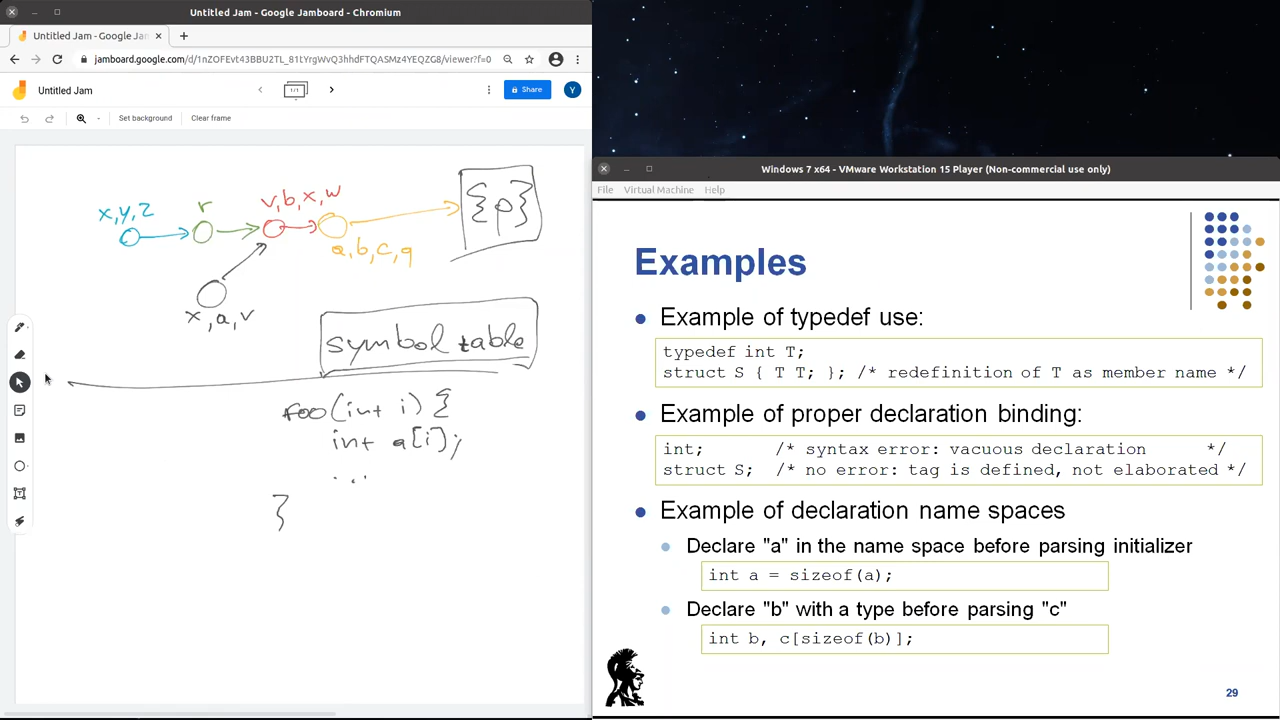 Untitled Jam - Google Jamboard - Chromium
Untitled Jam - Google Jam
jamboard.google.com/d/1nZOFEvt43BBU2TL_81tYrgWvQ3hhdFTQASMz4YEQZG8/viewer?f=0
Untitled Jam
1/1
Share
Y
Set background
Clear frame
x,y,z
r
v,b,x,w
{p}
a,b,c,q
x,a,v
symbol table
foo(int i) {
int a[i];
...
}
Windows 7 x64 - VMware Workstation 15 Player (Non-commercial use only)
File Virtual Machine Help
Examples
Example of typedef use:
typedef int T;
struct S { T T; }; /* redefinition of T as member name */
Example of proper declaration binding:
int; /* syntax error: vacuous declaration */
struct S; /* no error: tag is defined, not elaborated */
Example of declaration name spaces
Declare "a" in the name space before parsing initializer
int a = sizeof(a);
Declare "b" with a type before parsing "c"
int b, c[sizeof(b)];
29